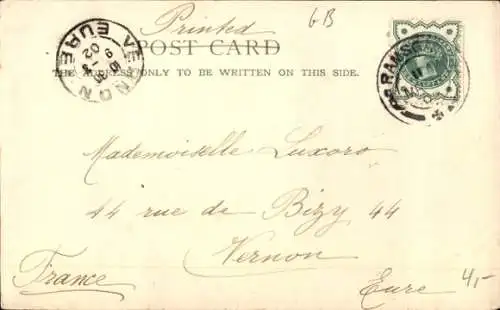 Printed
GB
POST CARD
THE ADDRESS ONLY TO BE WRITTEN ON THIS SIDE.
VERNON
EURE
02
RAMSG
Mademoiselle Luxoro
44 rue de Bizy 44
Vernon
France
Eure
4,-